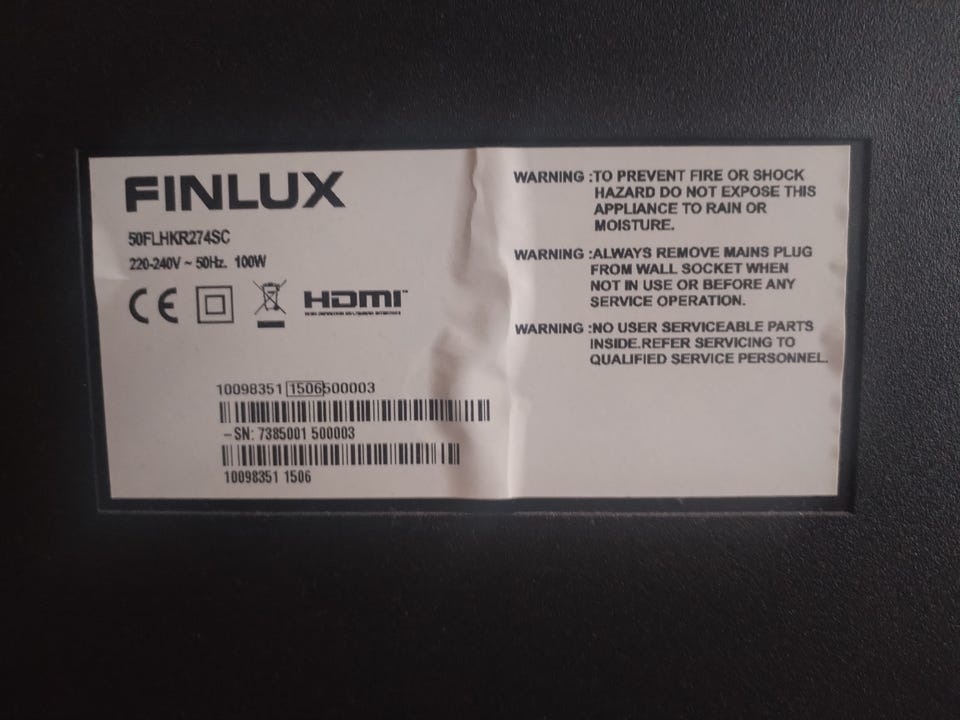 FINLUX
50FLHKR274SC
220-240V ~ 50Hz. 100W
CE
HDMI™
10098351 1506500003
-SN: 7385001 500003
10098351 1506
WARNING :TO PREVENT FIRE OR SHOCK
HAZARD DO NOT EXPOSE THIS
APPLIANCE TO RAIN OR
MOISTURE.
WARNING :ALWAYS REMOVE MAINS PLUG
FROM WALL SOCKET WHEN
NOT IN USE OR BEFORE ANY
SERVICE OPERATION.
WARNING :NO USER SERVICEABLE PARTS
INSIDE.REFER SERVICING TO
QUALIFIED SERVICE PERSONNEL.